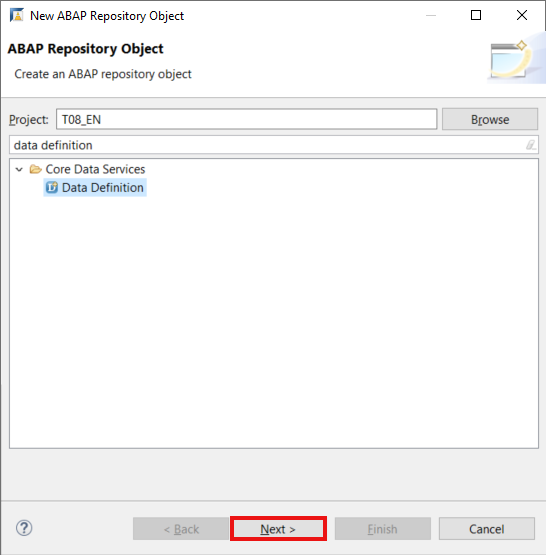 New ABAP Repository Object
ABAP Repository Object
Create an ABAP repository object
Project: T08_EN Browse
data definition
Core Data Services
Data Definition
? < Back Next > Finish Cancel